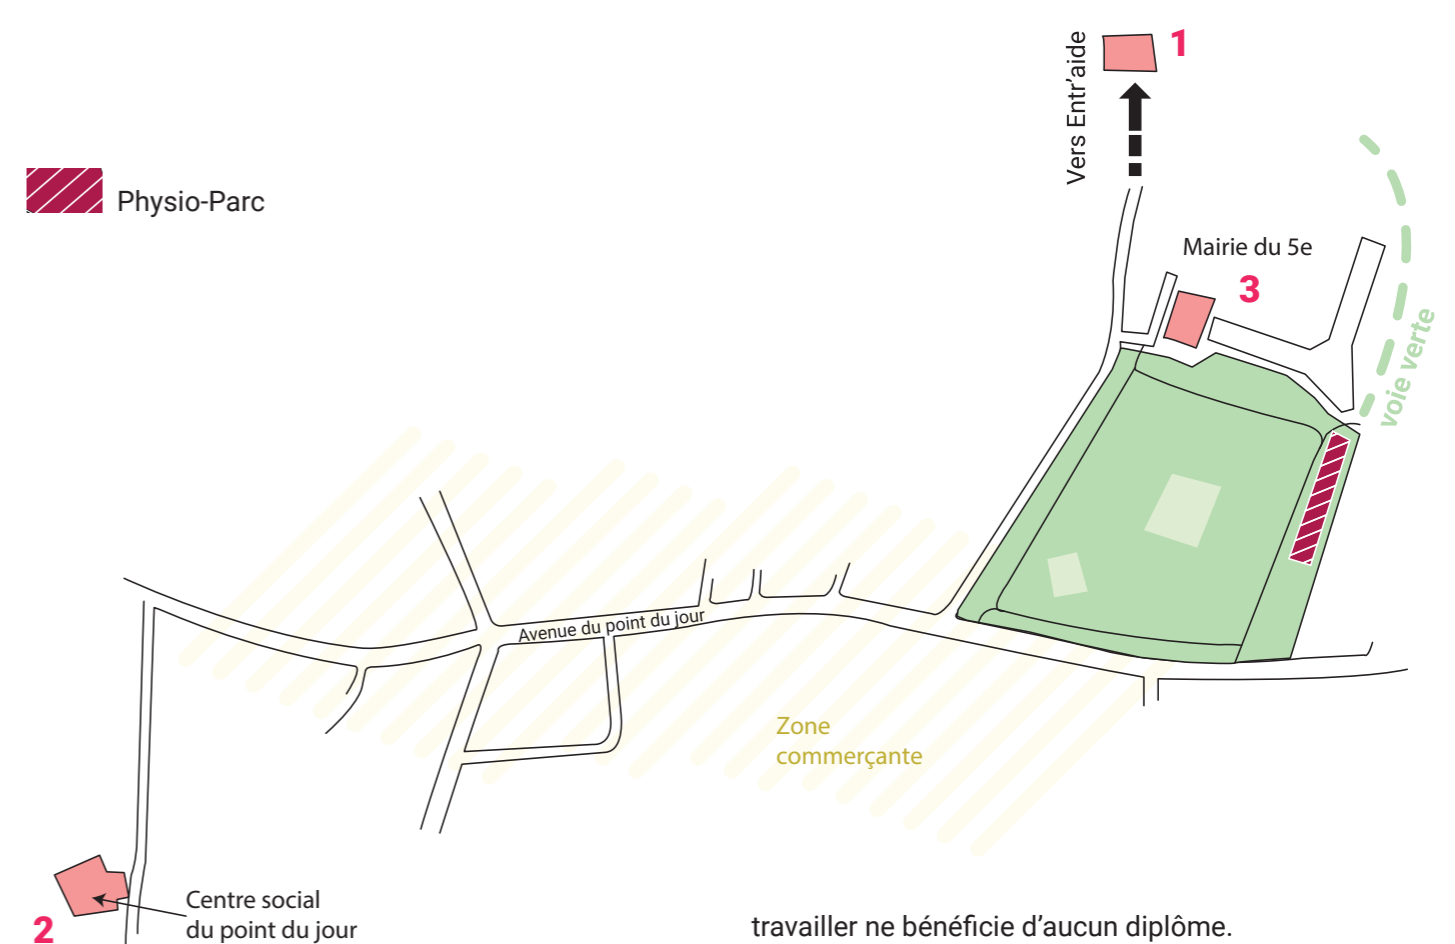 1
Vers Entr'aide
Physio-Parc
Mairie du 5e
3
voie verte
Avenue du point du jour
Zone
commerçante
Centre social
du point du jour
2
travailler ne bénéficie d'aucun diplôme.